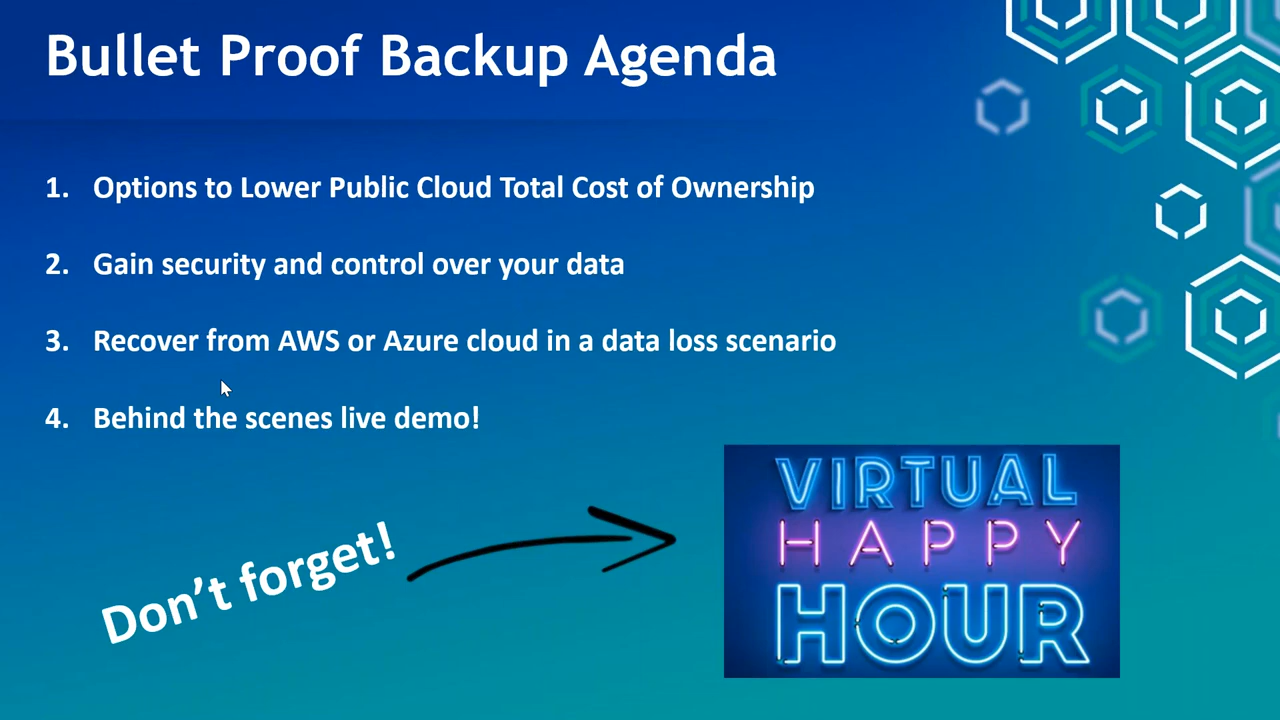 Bullet Proof Backup Agenda
1. Options to Lower Public Cloud Total Cost of Ownership
2. Gain security and control over your data
3. Recover from AWS or Azure cloud in a data loss scenario
4. Behind the scenes live demo!
Don’t forget!
VIRTUAL
HAPPY
HOUR